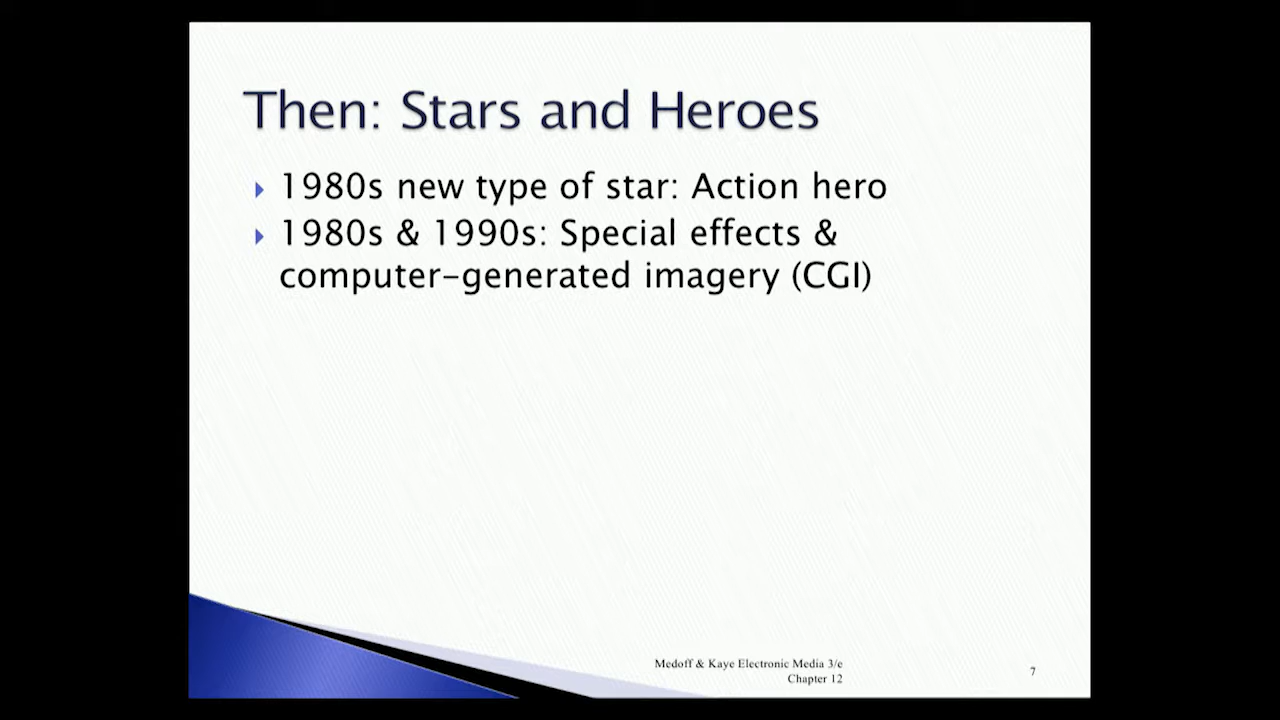 Then: Stars and Heroes
1980s new type of star: Action hero
1980s & 1990s: Special effects &
computer-generated imagery (CGI)
Medoff & Kaye Electronic Media 3/e
Chapter 12
7